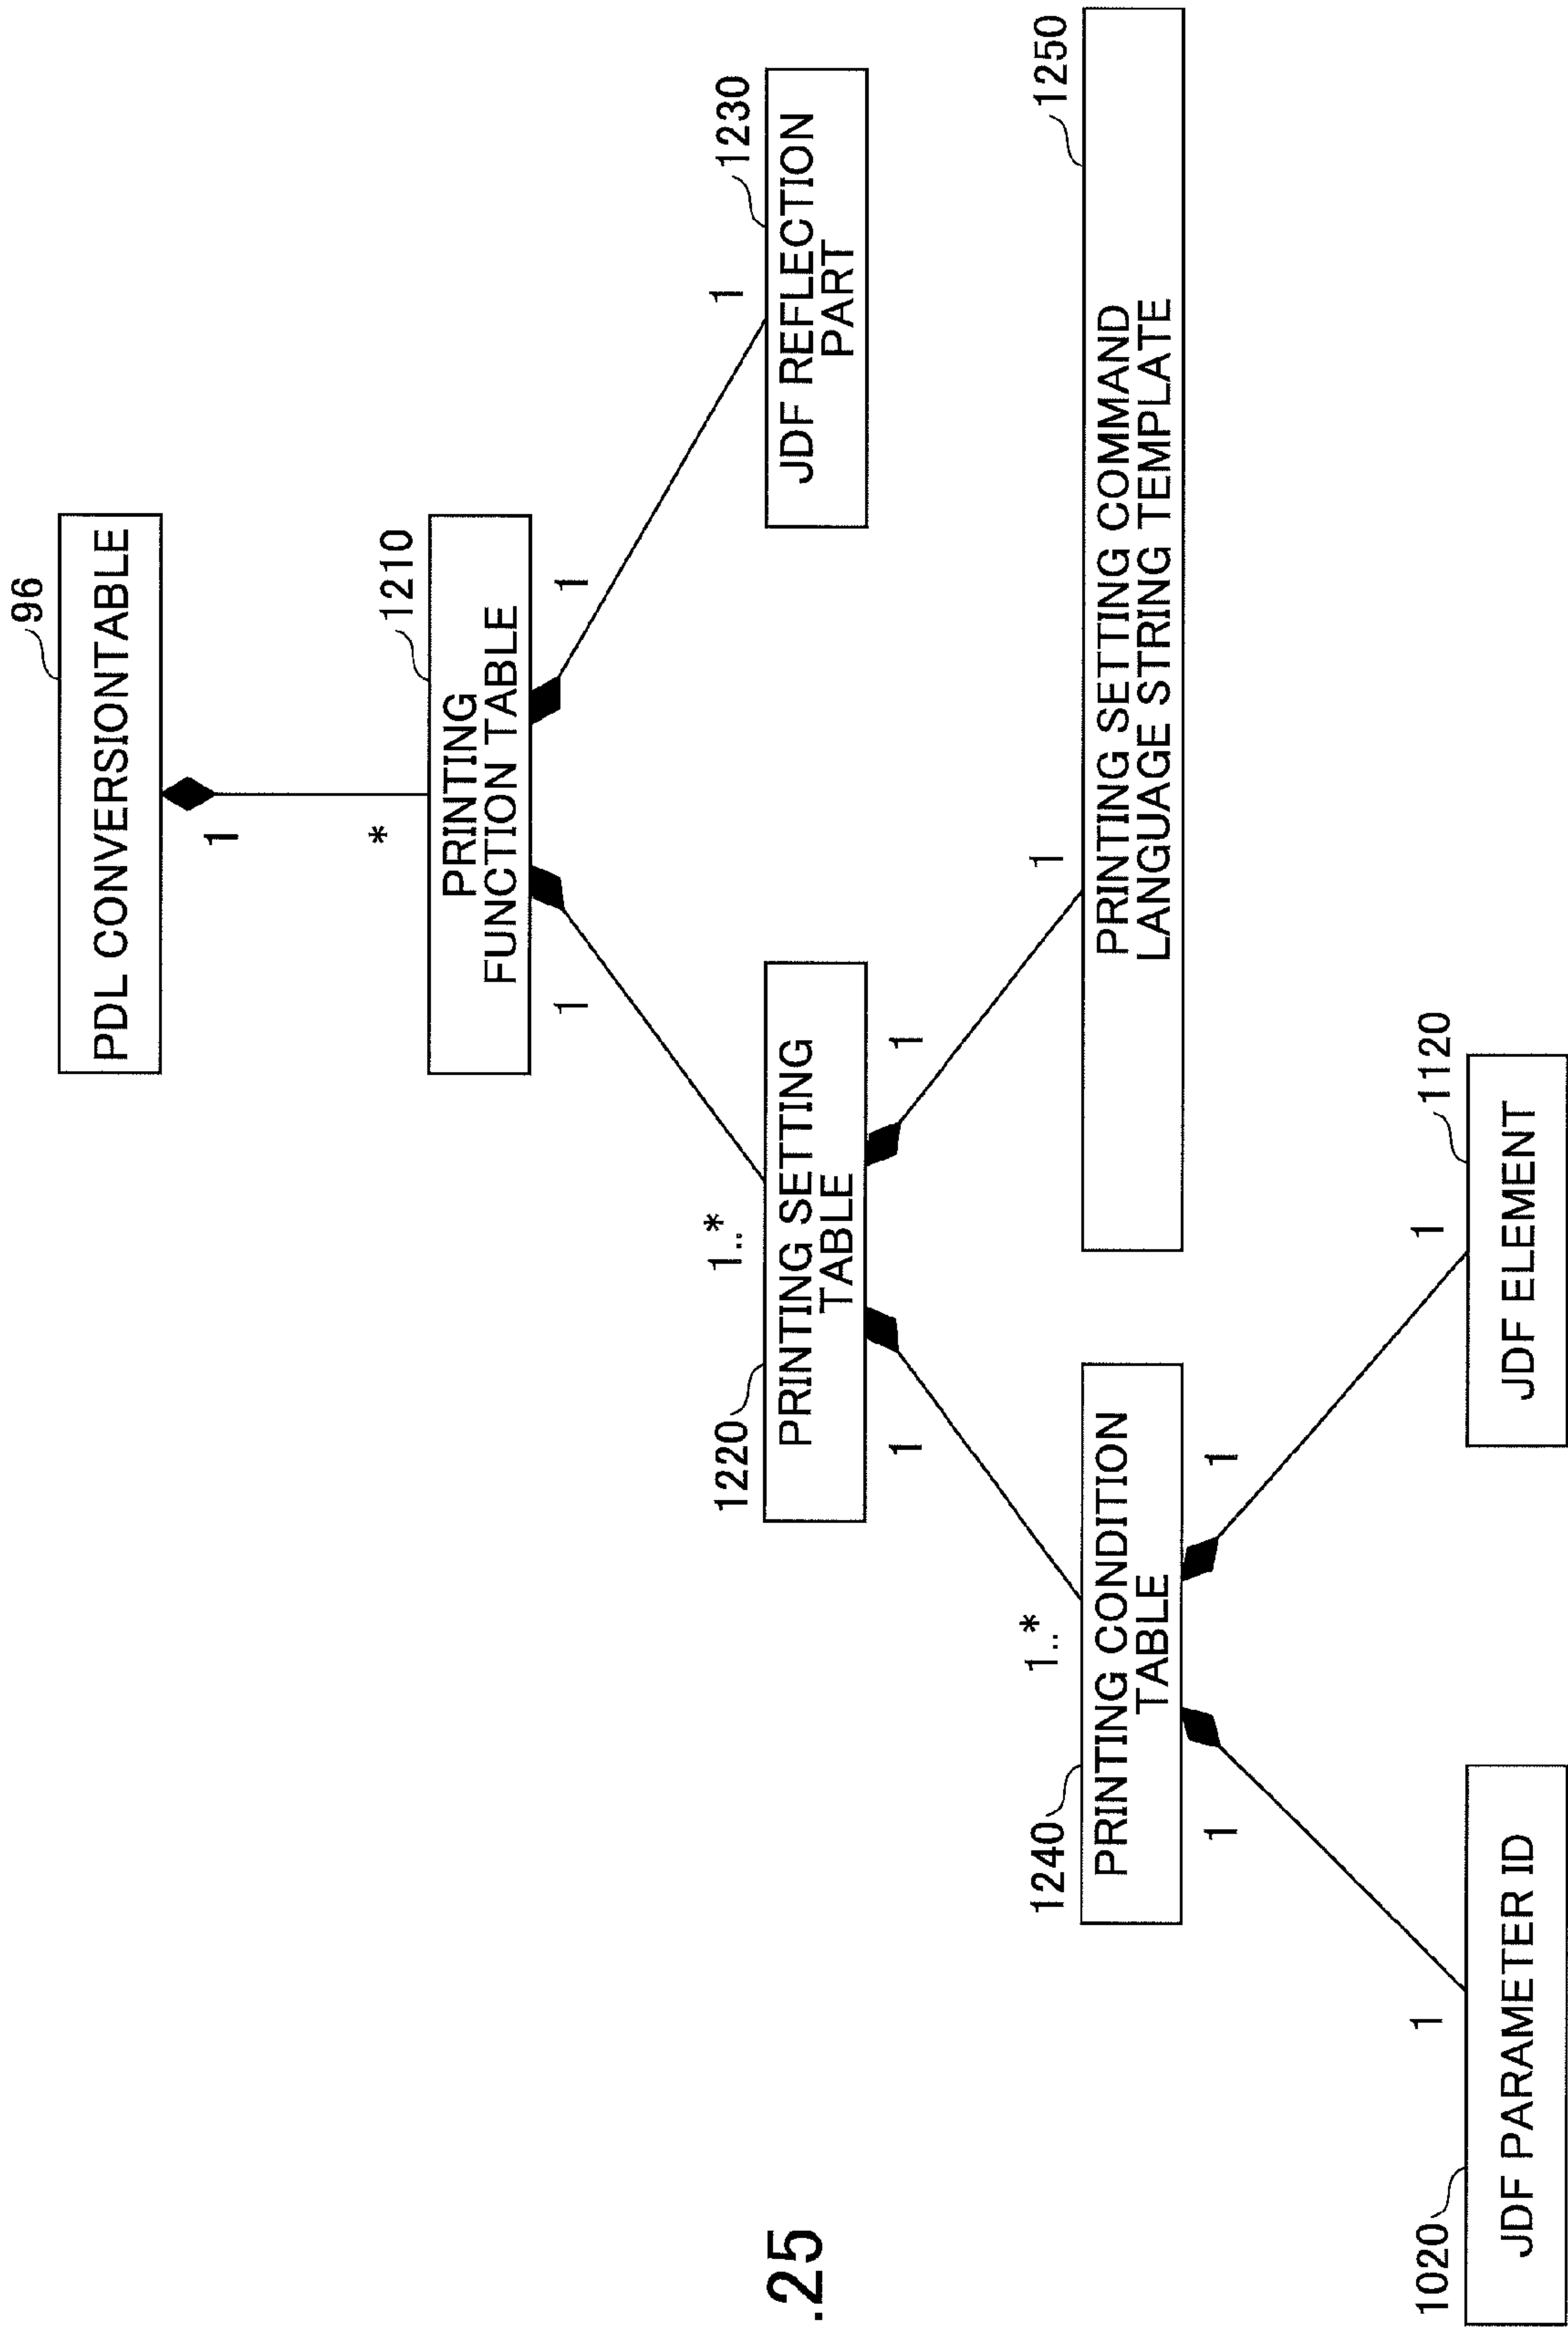 .25
96
PDL CONVERSIONTABLE
1
*
1210
PRINTING
FUNCTION TABLE
1
1
1..*
1
1220
PRINTING SETTING
TABLE
1230
JDF REFLECTION
PART
1
1
1..*
1
1240
PRINTING CONDITION
TABLE
1250
PRINTING SETTING COMMAND
LANGUAGE STRING TEMPLATE
1
1
1
1
1020
JDF PARAMETER ID
1120
JDF ELEMENT